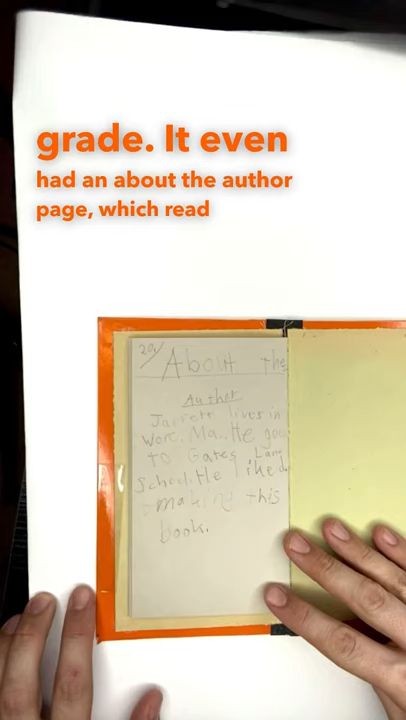 grade. It even
had an about the author
page, which read
29/
About the
Author
Jarrett lives in
Worc. Ma. He goes
to Gates Lane
School. He liked
making this
book.